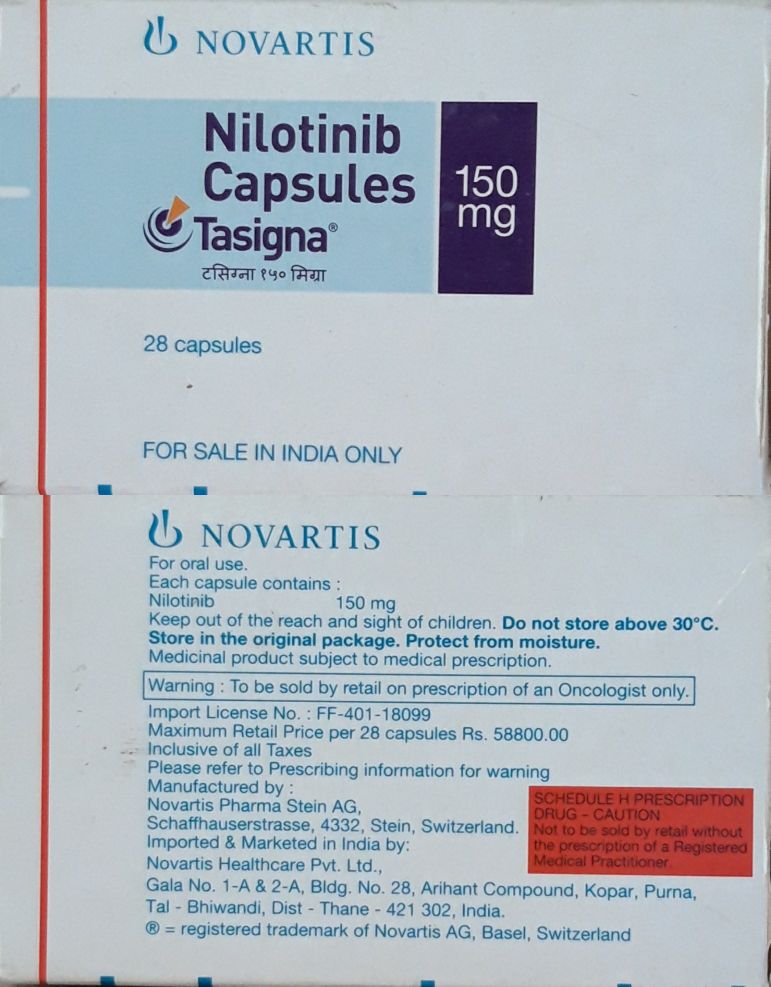 NOVARTIS
Nilotinib
Capsules
150
mg
Tasigna®
टसिग्ना १५० मिग्रा
28 capsules
FOR SALE IN INDIA ONLY
NOVARTIS
For oral use.
Each capsule contains :
Nilotinib 150 mg
Keep out of the reach and sight of children. Do not store above 30°C.
Store in the original package. Protect from moisture.
Medicinal product subject to medical prescription.
Warning : To be sold by retail on prescription of an Oncologist only.
Import License No. : FF-401-18099
Maximum Retail Price per 28 capsules Rs. 58800.00
Inclusive of all Taxes
Please refer to Prescribing information for warning
Manufactured by :
Novartis Pharma Stein AG,
Schaffhauserstrasse, 4332, Stein, Switzerland.
Imported & Marketed in India by:
Novartis Healthcare Pvt. Ltd.,
Gala No. 1-A & 2-A, Bldg. No. 28, Arihant Compound, Kopar, Purna,
Tal - Bhiwandi, Dist - Thane - 421 302, India.
® = registered trademark of Novartis AG, Basel, Switzerland
SCHEDULE H PRESCRIPTION
DRUG - CAUTION
Not to be sold by retail without
the prescription of a Registered
Medical Practitioner.